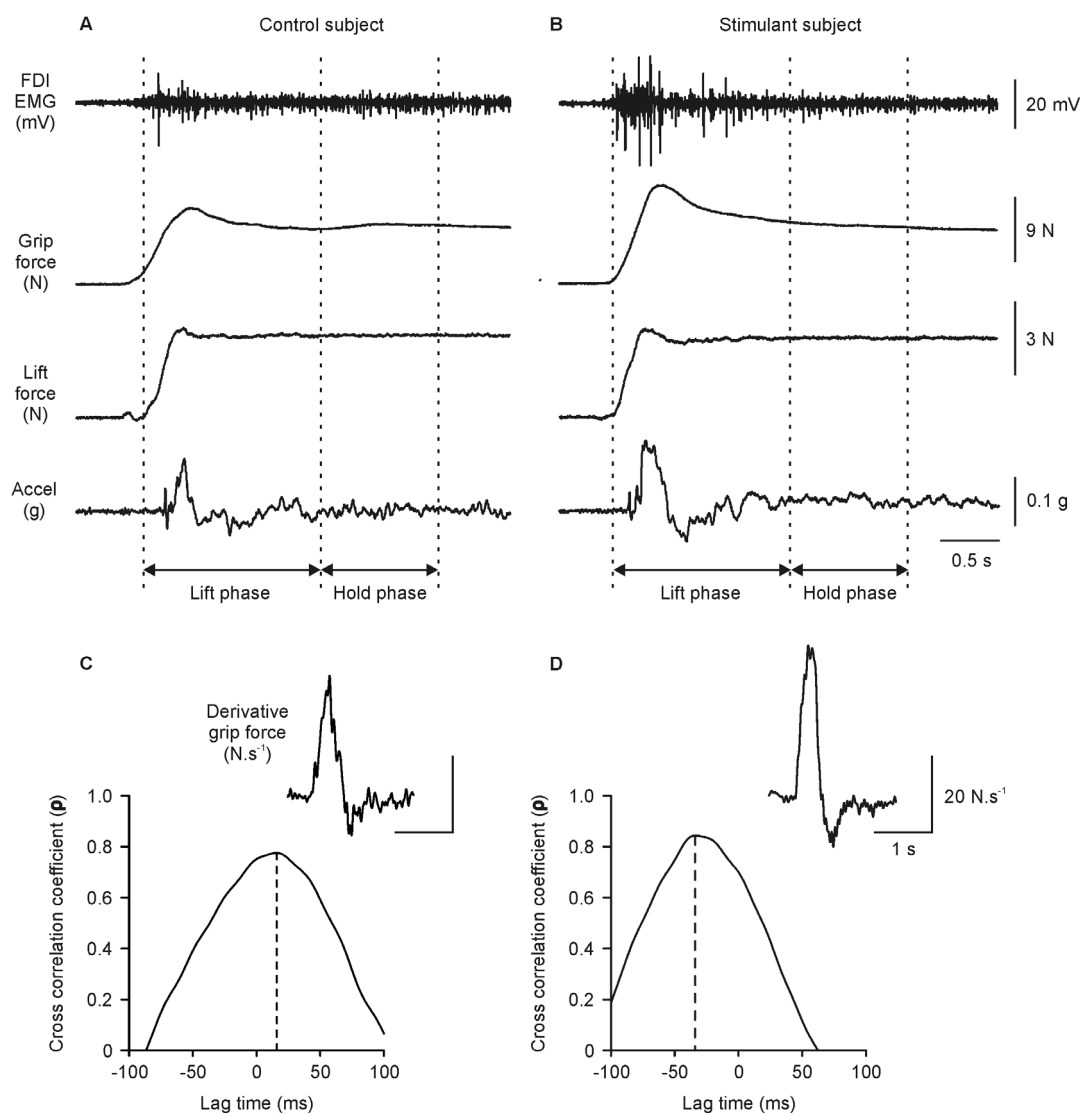 A
Control subject
B
Stimulant subject
FDI
EMG
(mV)
20 mV
Grip
force
(N)
9 N
Lift
force
(N)
3 N
Accel
(g)
0.1 g
0.5 s
Lift phase
Hold phase
Lift phase
Hold phase
C
Derivative
grip force
(N.s⁻¹)
Cross correlation coefficient (ρ)
1.0
0.8
0.6
0.4
0.2
0
-100
-50
0
50
100
Lag time (ms)
D
20 N.s⁻¹
1 s
Cross correlation coefficient (ρ)
1.0
0.8
0.6
0.4
0.2
0
-100
-50
0
50
100
Lag time (ms)